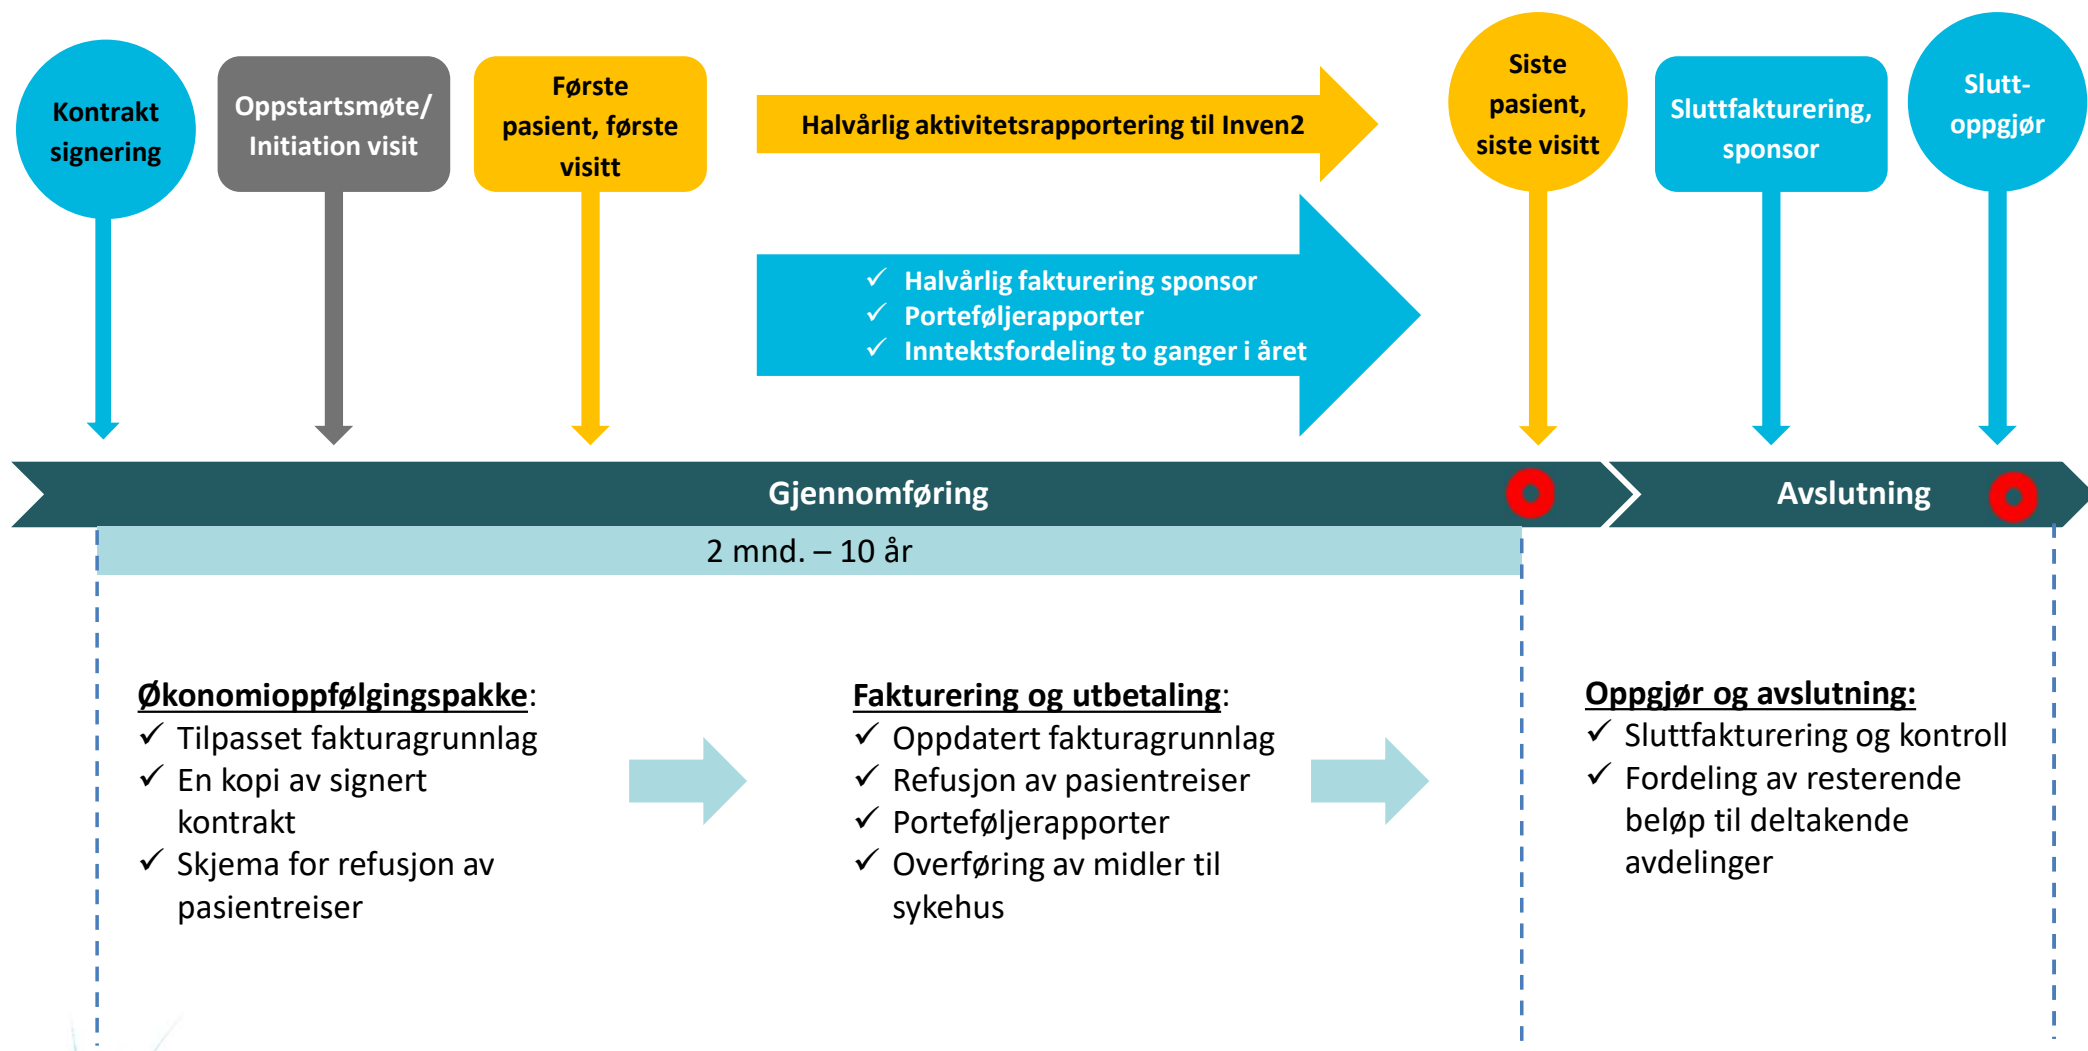 Kontrakt
signering
Oppstartsmøte/
Initiation visit
Første
pasient, første
visitt
Halvårlig aktivitetsrapportering til Inven2
✓ Halvårlig fakturering sponsor
✓ Porteføljerapporter
✓ Inntektsfordeling to ganger i året
Siste
pasient,
siste visitt
Sluttfakturering,
sponsor
Slutt-
oppgjør
Gjennomføring
Avslutning
2 mnd. – 10 år
Økonomioppfølgingspakke:
✓ Tilpasset fakturagrunnlag
✓ En kopi av signert
kontrakt
✓ Skjema for refusjon av
pasientreiser
Fakturering og utbetaling:
✓ Oppdatert fakturagrunnlag
✓ Refusjon av pasientreiser
✓ Porteføljerapporter
✓ Overføring av midler til
sykehus
Oppgjør og avslutning:
✓ Sluttfakturering og kontroll
✓ Fordeling av resterende
beløp til deltakende
avdelinger